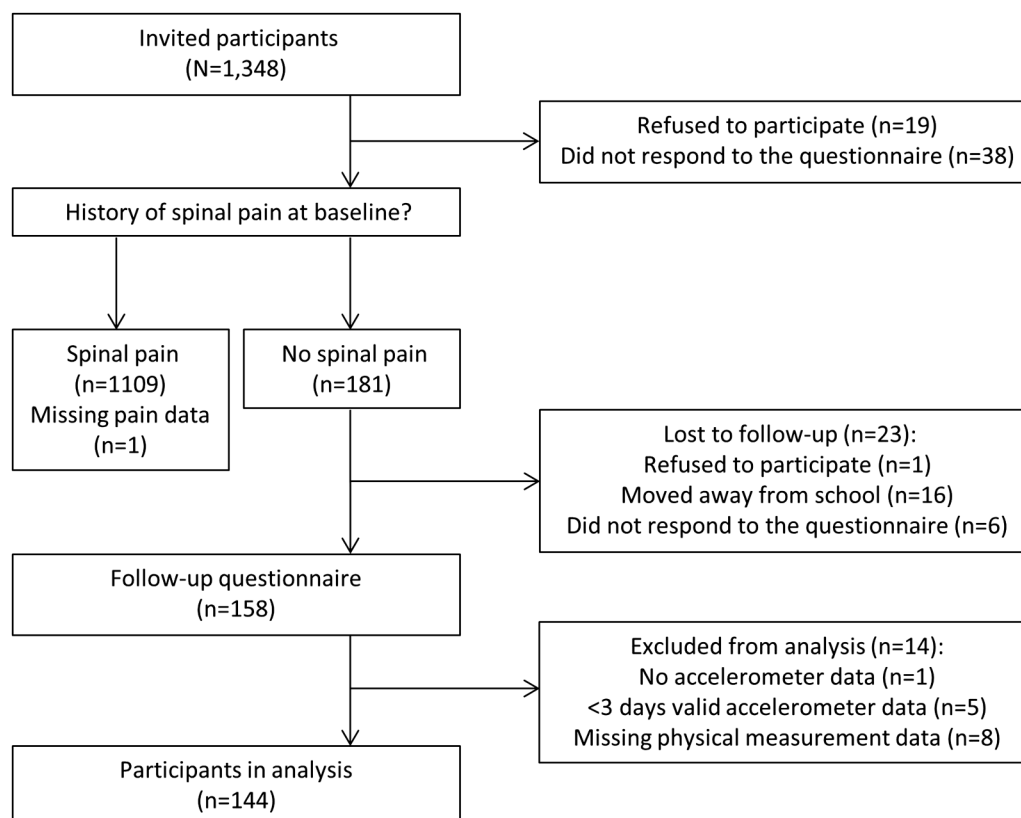 Invited participants
(N=1,348)
Refused to participate (n=19)
Did not respond to the questionnaire (n=38)
History of spinal pain at baseline?
Spinal pain
(n=1109)
Missing pain data
(n=1)
No spinal pain
(n=181)
Lost to follow-up (n=23):
Refused to participate (n=1)
Moved away from school (n=16)
Did not respond to the questionnaire (n=6)
Follow-up questionnaire
(n=158)
Excluded from analysis (n=14):
No accelerometer data (n=1)
<3 days valid accelerometer data (n=5)
Missing physical measurement data (n=8)
Participants in analysis
(n=144)